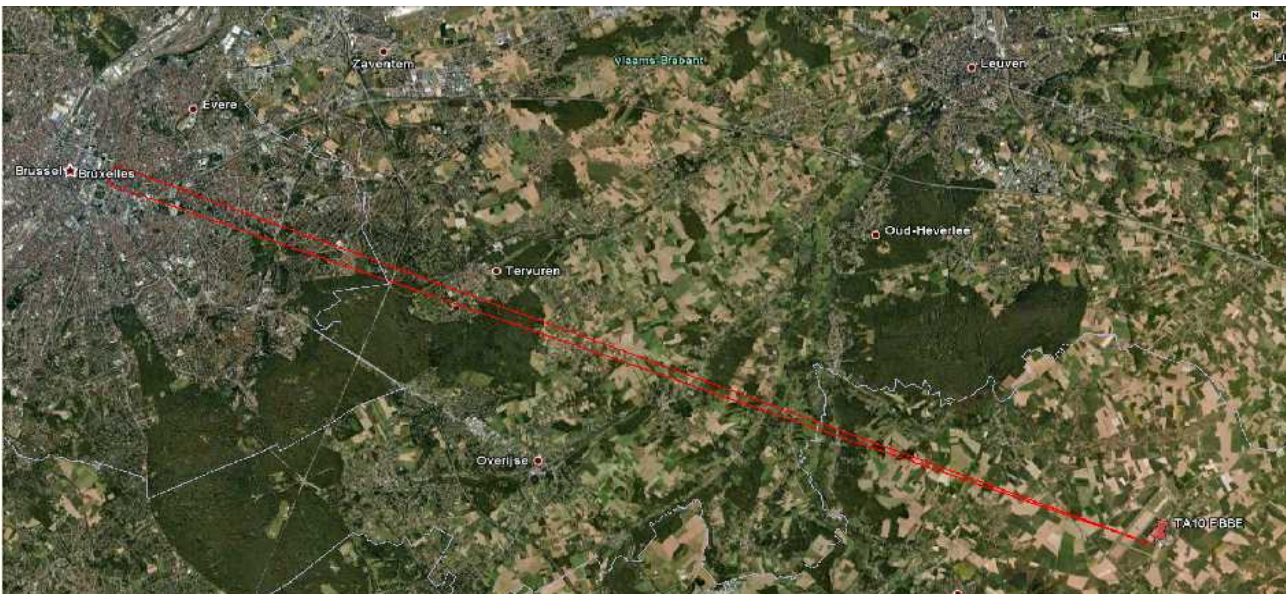 N
Zaventem
Vlaams-Brabant
Leuven
Evere
Brussel
Bruxelles
Oud-Heverlee
Tervuren
Overijse
TA10 EBBE